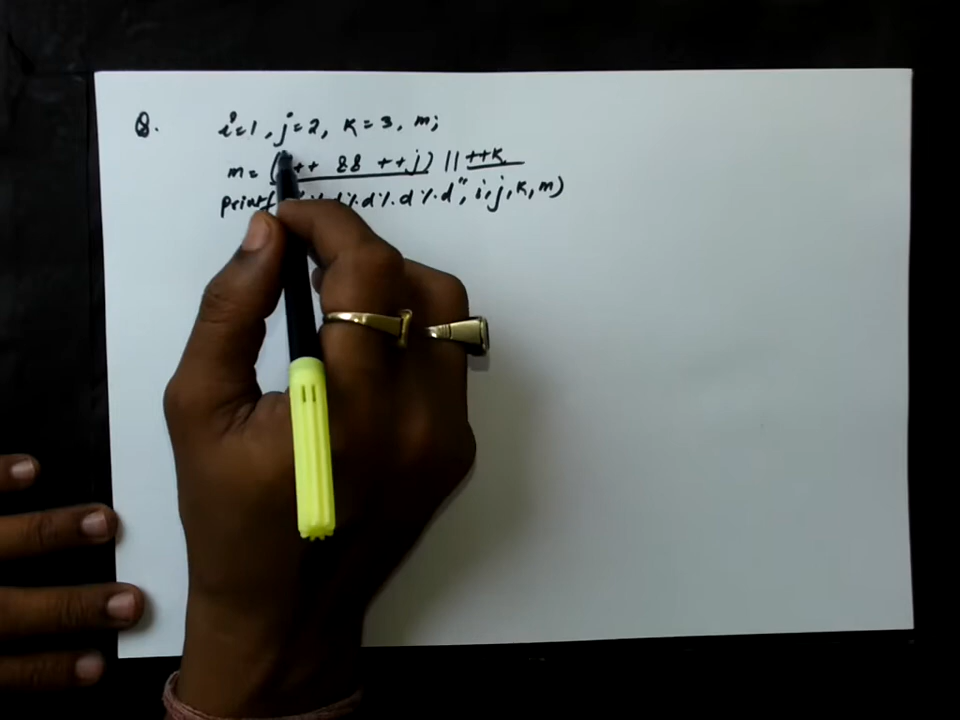 Q. i=1, j=2, k=3, m;
m= ( ++ && ++j) || ++k
printf %d%.d%.d", i,j,k,m)